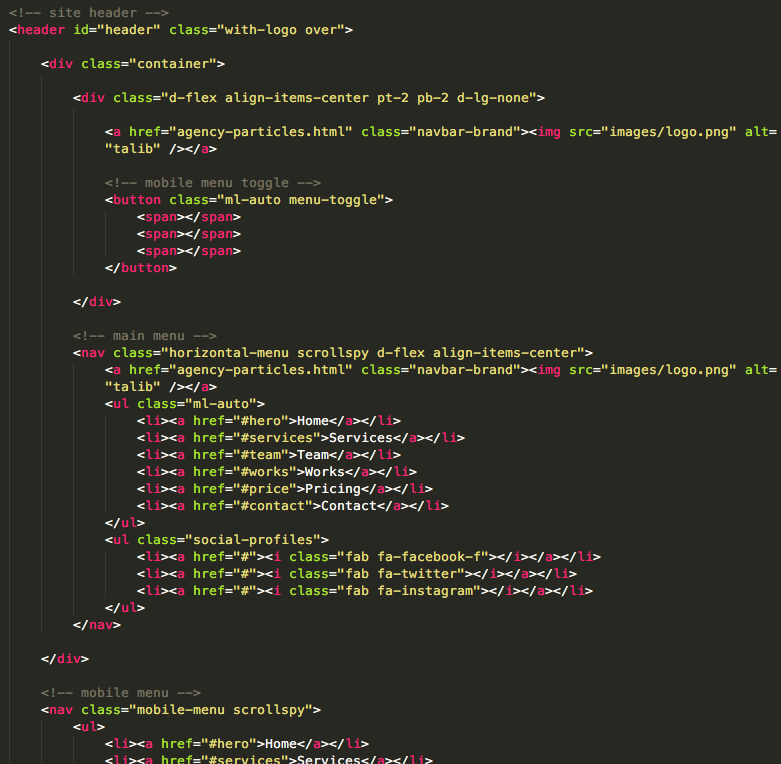 <!-- site header -->
<header id="header" class="with-logo over">
<div class="container">
<div class="d-flex align-items-center pt-2 pb-2 d-lg-none">
<a href="agency-particles.html" class="navbar-brand"><img src="images/logo.png" alt=
"talib" /></a>
<!-- mobile menu toggle -->
<button class="ml-auto menu-toggle">
<span></span>
<span></span>
<span></span>
</button>
</div>
<!-- main menu -->
<nav class="horizontal-menu scrollspy d-flex align-items-center">
<a href="agency-particles.html" class="navbar-brand"><img src="images/logo.png" alt=
"talib" /></a>
<ul class="ml-auto">
<li><a href="#hero">Home</a></li>
<li><a href="#services">Services</a></li>
<li><a href="#team">Team</a></li>
<li><a href="#works">Works</a></li>
<li><a href="#price">Pricing</a></li>
<li><a href="#contact">Contact</a></li>
</ul>
<ul class="social-profiles">
<li><a href="#"><i class="fab fa-facebook-f"></i></a></li>
<li><a href="#"><i class="fab fa-twitter"></i></a></li>
<li><a href="#"><i class="fab fa-instagram"></i></a></li>
</ul>
</nav>
</div>
<!-- mobile menu -->
<nav class="mobile-menu scrollspy">
<ul>
<li><a href="#hero">Home</a></li>
<li><a href="#services">Services</a></li>